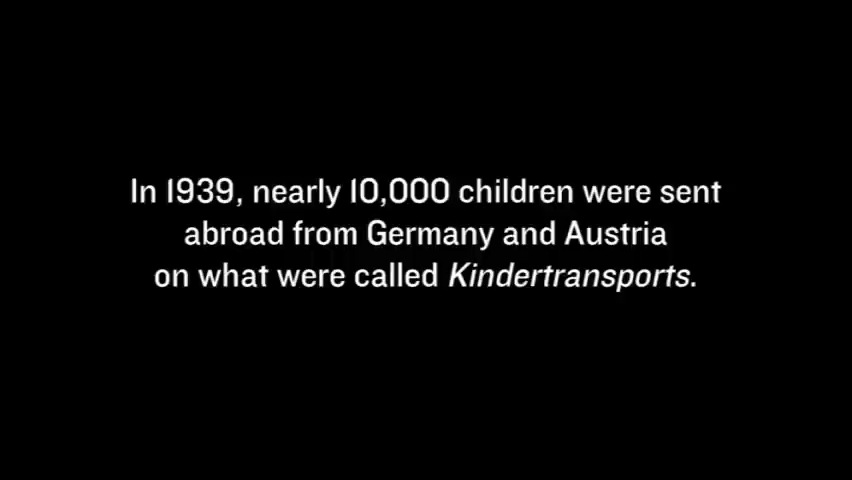 In 1939, nearly 10,000 children were sent
abroad from Germany and Austria
on what were called Kindertransports.